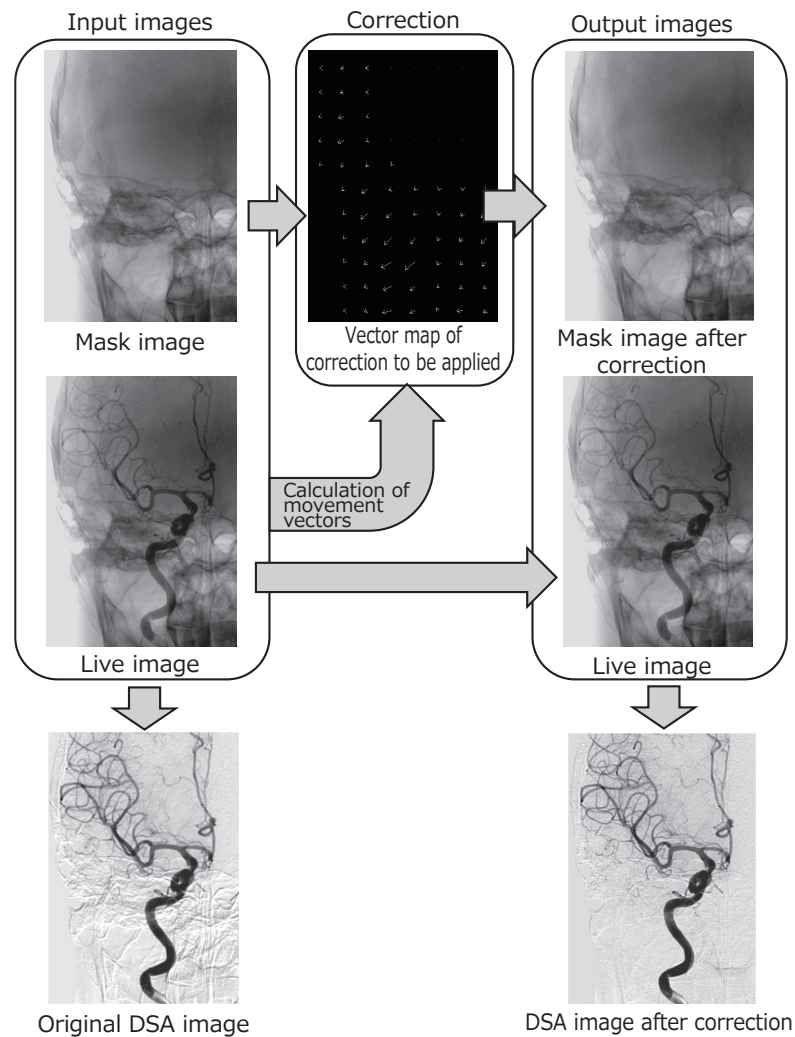 Input images
Correction
Output images
Mask image
Vector map of
correction to be applied
Mask image after
correction
Calculation of
movement
vectors
Live image
Live image
Original DSA image
DSA image after correction